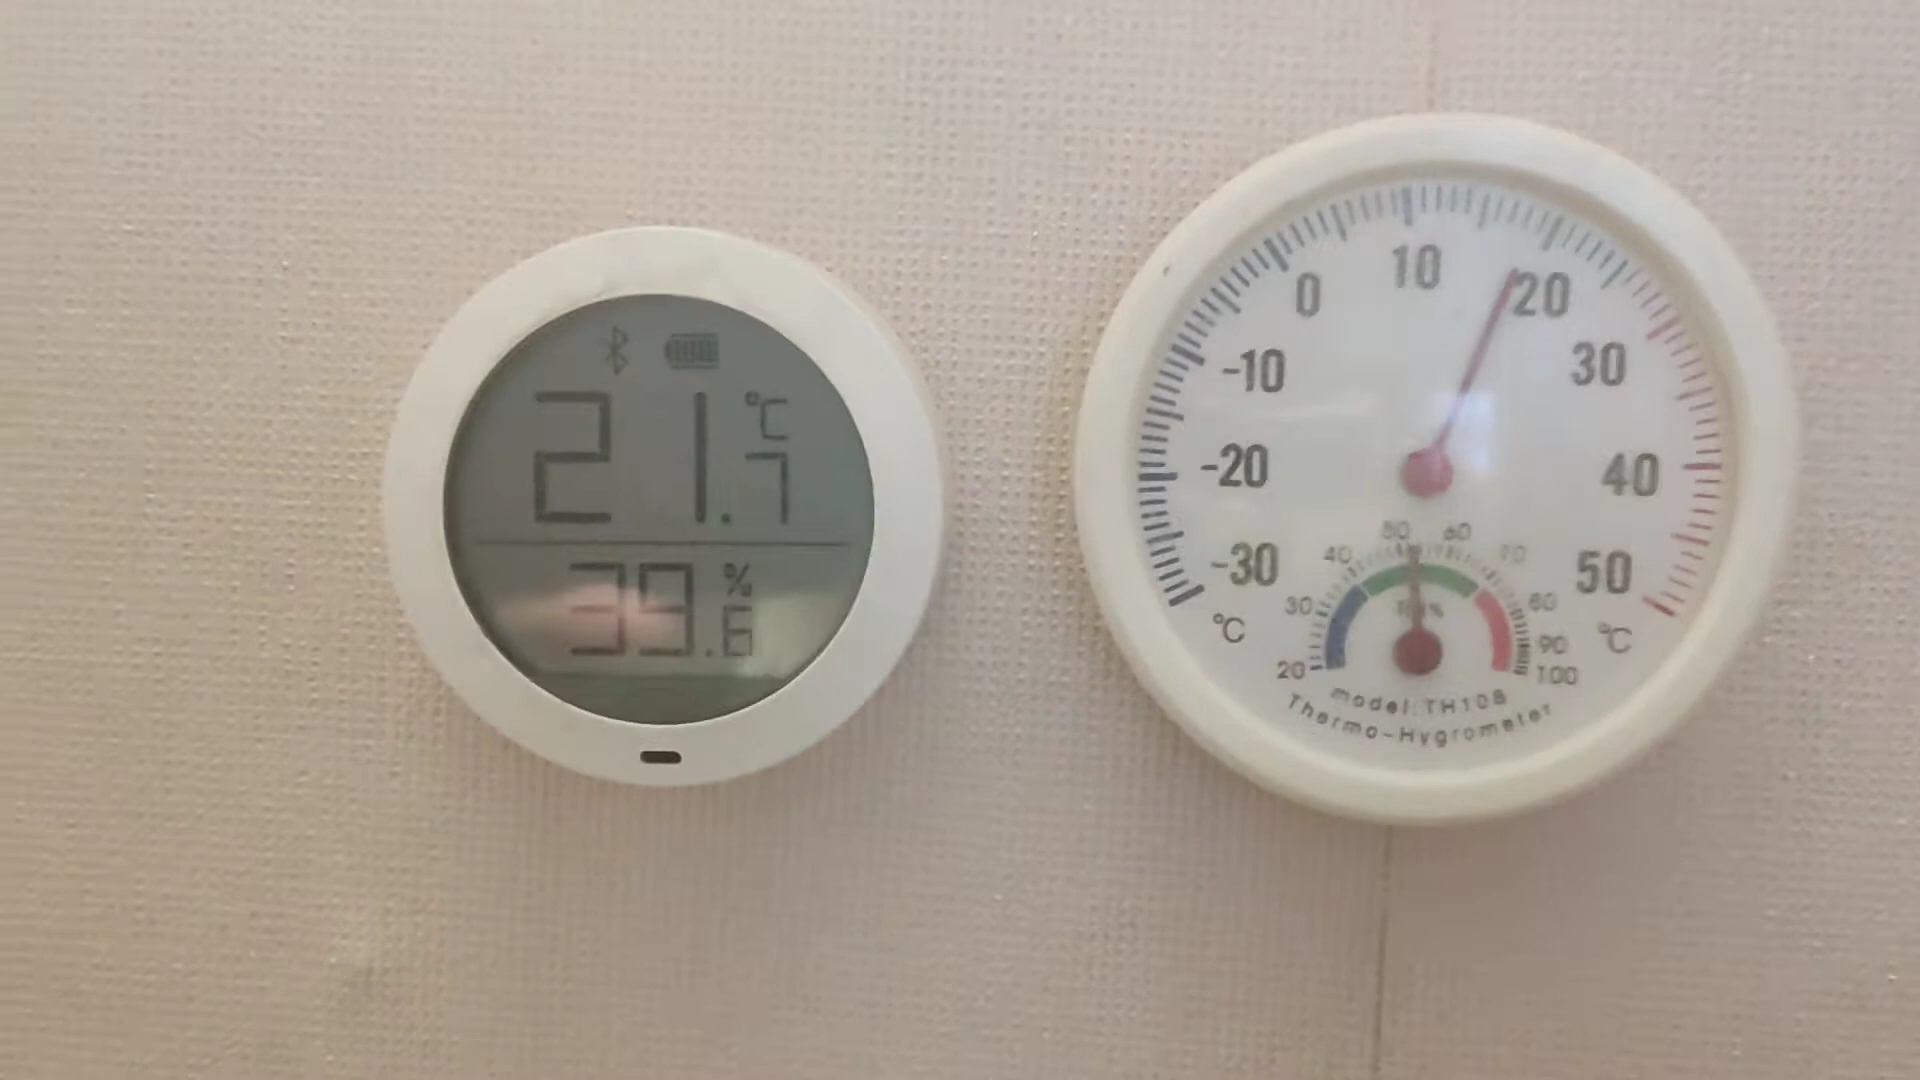 21.7 °C
39.6 %
-30 -20 -10 0 10 20 30 40 50
°C °C
20 30 40 50 60 70 80 90 100
model:TH108
Thermo-Hygrometer